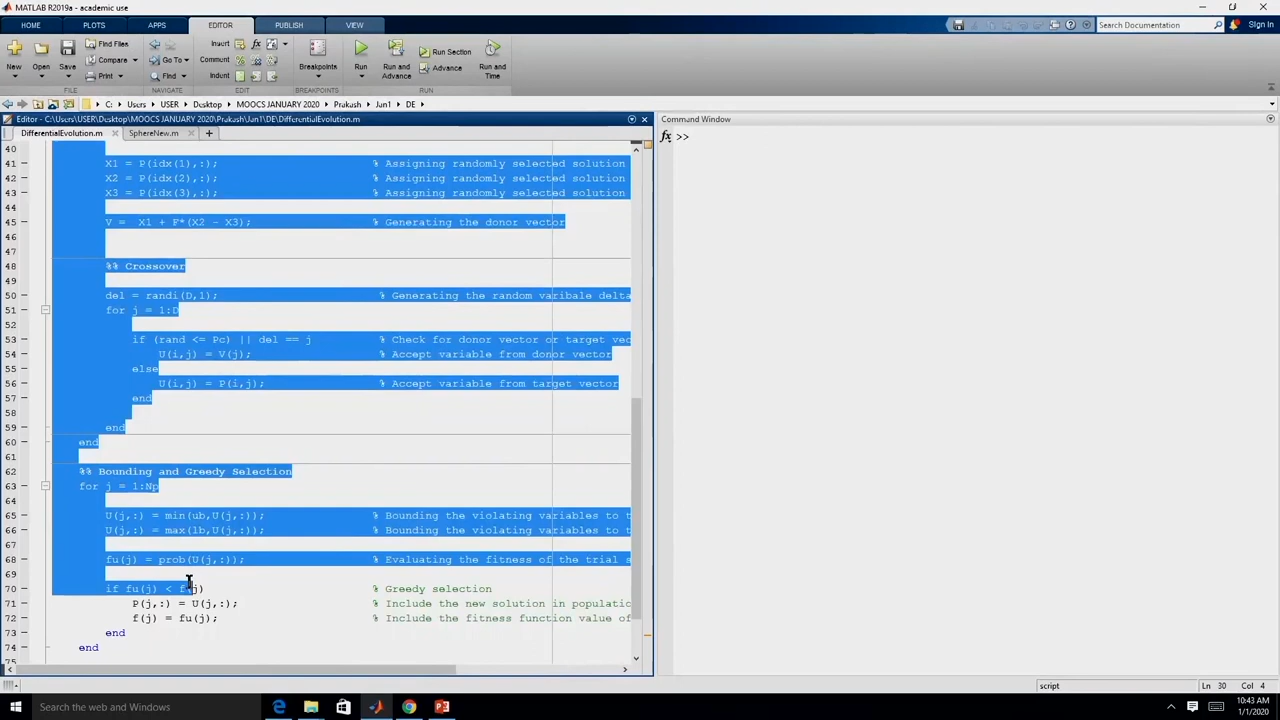 MATLAB R2019a - academic use
HOME PLOTS APPS EDITOR PUBLISH VIEW Search Documentation Sign In
New Open Save Find Files Compare Print Go To Find Insert fx Comment Indent Breakpoints Run Run and Advance Run Section Advance Run and Time
FILE NAVIGATE EDIT BREAKPOINTS RUN
C: Users USER Desktop MOOCS JANUARY 2020 Prakash Jan1 DE
Editor - C:\Users\USER\Desktop\MOOCS JANUARY 2020\Prakash\Jan1\DE\DifferentialEvolution.m
Command Window
DifferentialEvolution.m SphereNew.m +
fx >>
40
41 X1 = P(idx(1),:); % Assigning randomly selected solution
42 X2 = P(idx(2),:); % Assigning randomly selected solution
43 X3 = P(idx(3),:); % Assigning randomly selected solution
44
45 V = X1 + F*(X2 - X3); % Generating the donor vector
46
47
48 %% Crossover
49
50 del = randi(D,1); % Generating the random varibale delta
51 for j = 1:D
52
53 if (rand <= Pc) || del == j % Check for donor vector or target vec
54 U(i,j) = V(j); % Accept variable from donor vector
55 else
56 U(i,j) = P(i,j); % Accept variable from target vector
57 end
58
59 end
60 end
61
62 %% Bounding and Greedy Selection
63 for j = 1:Np
64
65 U(j,:) = min(ub,U(j,:)); % Bounding the violating variables to t
66 U(j,:) = max(lb,U(j,:)); % Bounding the violating variables to t
67
68 fu(j) = prob(U(j,:)); % Evaluating the fitness of the trial s
69
70 if fu(j) < f(j) % Greedy selection
71 P(j,:) = U(j,:); % Include the new solution in populatio
72 f(j) = fu(j); % Include the fitness function value of
73 end
74 end
75
script Ln 30 Col 4
Search the web and Windows
10:43 AM
1/1/2020